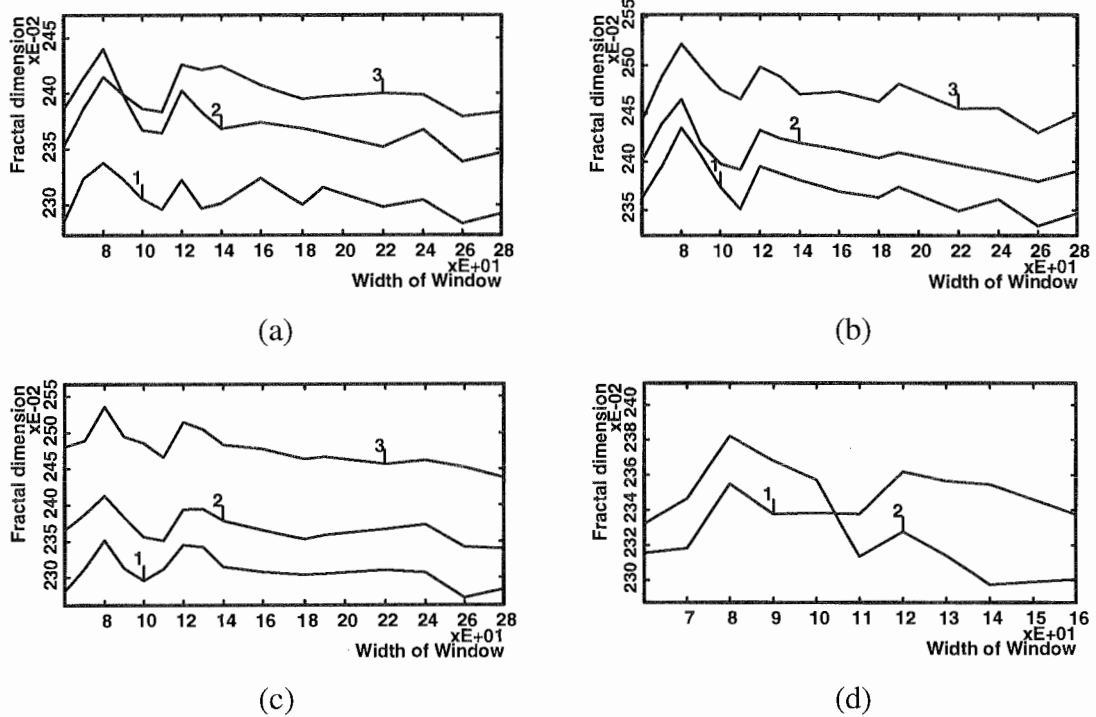 Fractal dimension
xE-02
245
240
235
230
1
2
3
8 10 12 14 16 18 20 22 24 26 28
xE+01
Width of Window
(a)
Fractal dimension
xE-02
255
250
245
240
235
1
2
3
8 10 12 14 16 18 20 22 24 26 28
xE+01
Width of Window
(b)
Fractal dimension
xE-02
255
250
245
240
235
230
1
2
3
8 10 12 14 16 18 20 22 24 26 28
xE+01
Width of Window
(c)
Fractal dimension
xE-02
240
238
236
234
232
230
1
2
7 8 9 10 11 12 13 14 15 16
xE+01
Width of Window
(d)